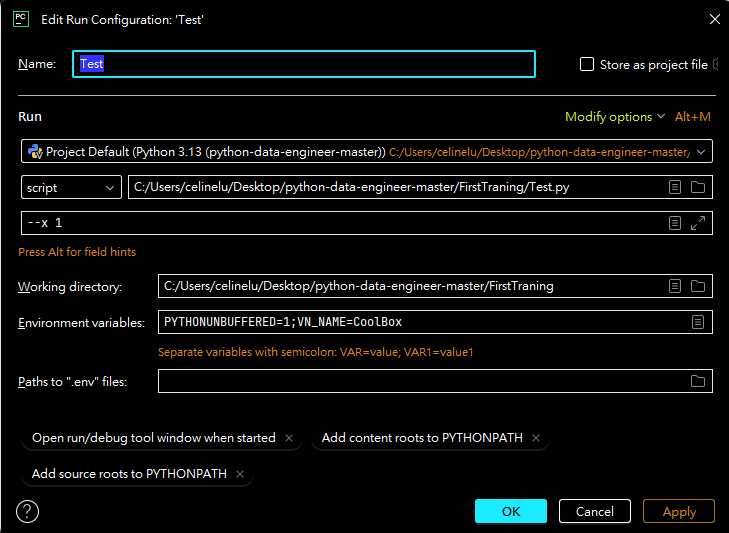 PC Edit Run Configuration: 'Test'
Name: Test Store as project file
Run Modify options Alt+M
Project Default (Python 3.13 (python-data-engineer-master)) C:/Users/celinelu/Desktop/python-data-engineer-master/
script C:/Users/celinelu/Desktop/python-data-engineer-master/FirstTraning/Test.py
--x 1
Press Alt for field hints
Working directory: C:/Users/celinelu/Desktop/python-data-engineer-master/FirstTraning
Environment variables: PYTHONUNBUFFERED=1;VN_NAME=CoolBox
Separate variables with semicolon: VAR=value; VAR1=value1
Paths to ".env" files:
Open run/debug tool window when started × Add content roots to PYTHONPATH ×
Add source roots to PYTHONPATH ×
? OK Cancel Apply